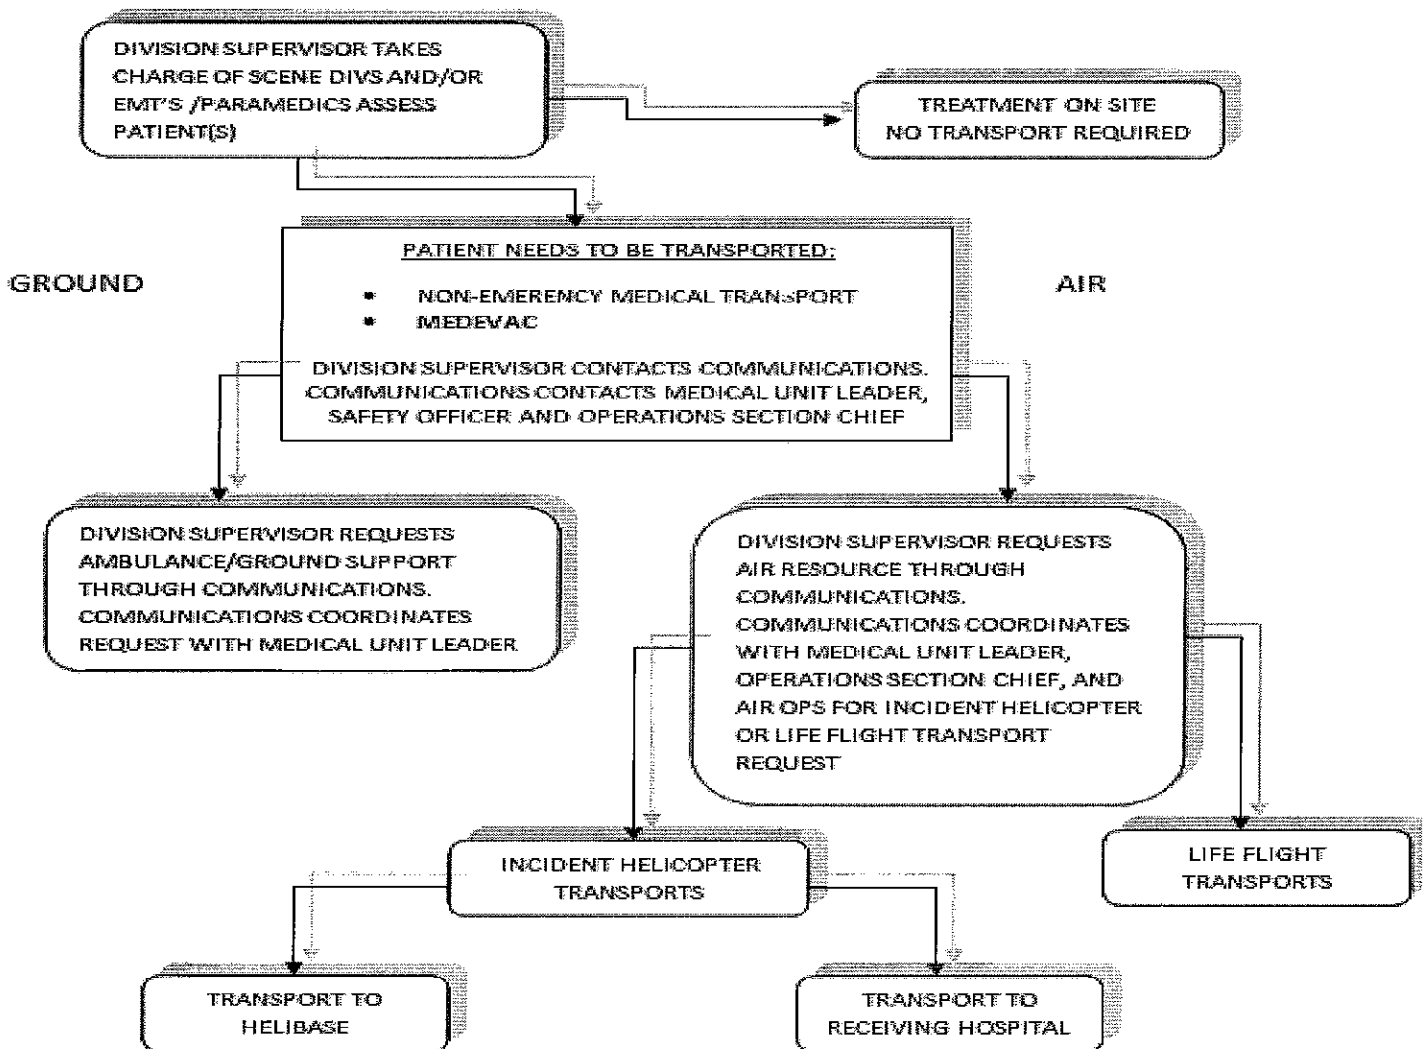 DIVISION SUPERVISOR TAKES
CHARGE OF SCENE DIVS AND/OR
EMT'S /PARAMEDICS ASSESS
PATIENT(S)
TREATMENT ON SITE
NO TRANSPORT REQUIRED
GROUND
PATIENT NEEDS TO BE TRANSPORTED:
• NON-EMERENCY MEDICAL TRANSPORT
• MEDEVAC
DIVISION SUPERVISOR CONTACTS COMMUNICATIONS.
COMMUNICATIONS CONTACTS MEDICAL UNIT LEADER,
SAFETY OFFICER AND OPERATIONS SECTION CHIEF
AIR
DIVISION SUPERVISOR REQUESTS
AMBULANCE/GROUND SUPPORT
THROUGH COMMUNICATIONS.
COMMUNICATIONS COORDINATES
REQUEST WITH MEDICAL UNIT LEADER
DIVISION SUPERVISOR REQUESTS
AIR RESOURCE THROUGH
COMMUNICATIONS.
COMMUNICATIONS COORDINATES
WITH MEDICAL UNIT LEADER,
OPERATIONS SECTION CHIEF, AND
AIR OPS FOR INCIDENT HELICOPTER
OR LIFE FLIGHT TRANSPORT
REQUEST
INCIDENT HELICOPTER
TRANSPORTS
LIFE FLIGHT
TRANSPORTS
TRANSPORT TO
HELIBASE
TRANSPORT TO
RECEIVING HOSPITAL